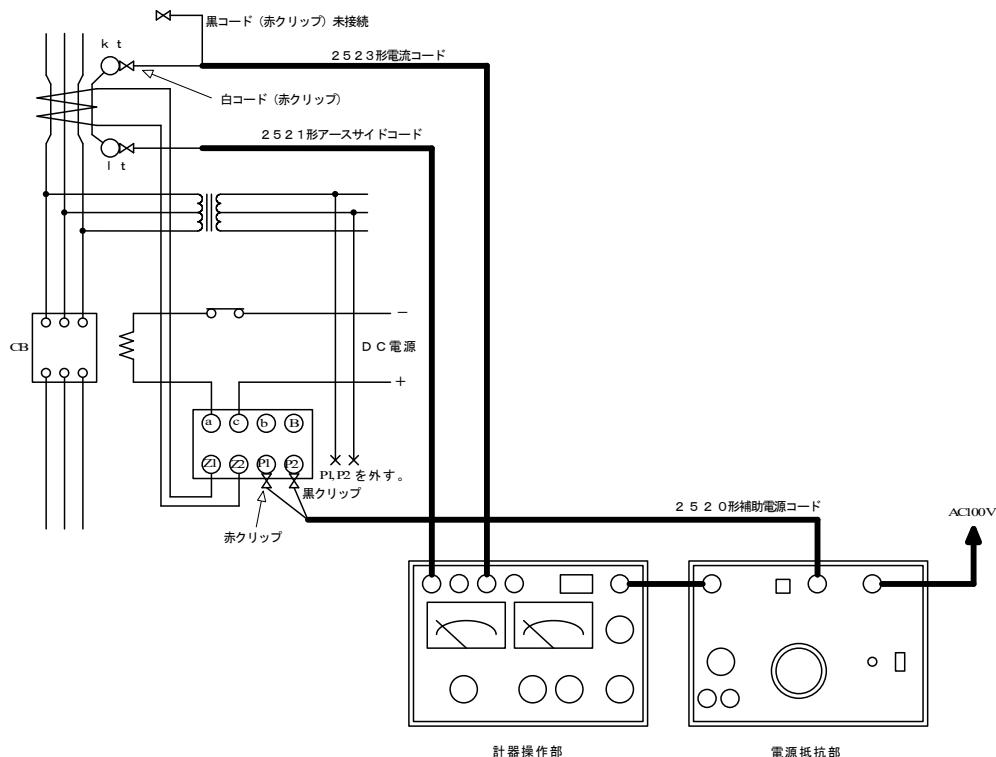 黒コード（赤クリップ）未接続
k t
２５２３形電流コード
白コード（赤クリップ）
２５２１形アースサイドコード
l t
－
CB
ＤＣ電源
＋
a c b B
Z1 Z2 P1 P2
P1,P2 を外す。
黒クリップ
赤クリップ
２５２０形補助電源コード
AC100V
計器操作部
電源抵抗部